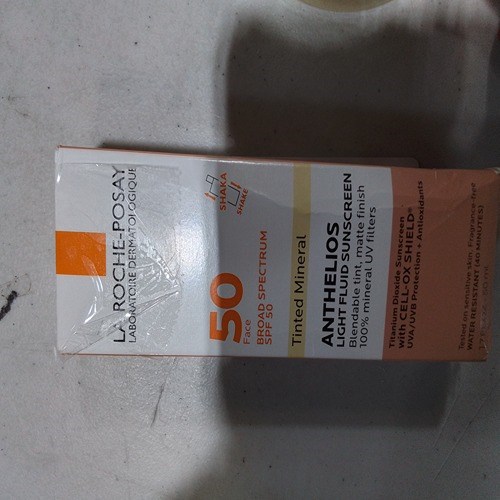 LA ROCHE-POSAY
LABORATOIRE DERMATOLOGIQUE
SHAKA
SHAKE
50
Face
BROAD SPECTRUM
SPF 50
Tinted Mineral
ANTHELIOS
LIGHT FLUID SUNSCREEN
Blendable tint, matte finish
100% mineral UV filters
Titanium Dioxide Sunscreen
with CELL-OX SHIELD®
UVA/UVB Protection + Antioxidants
Tested on sensitive skin. Fragrance-free
WATER RESISTANT (40 MINUTES)